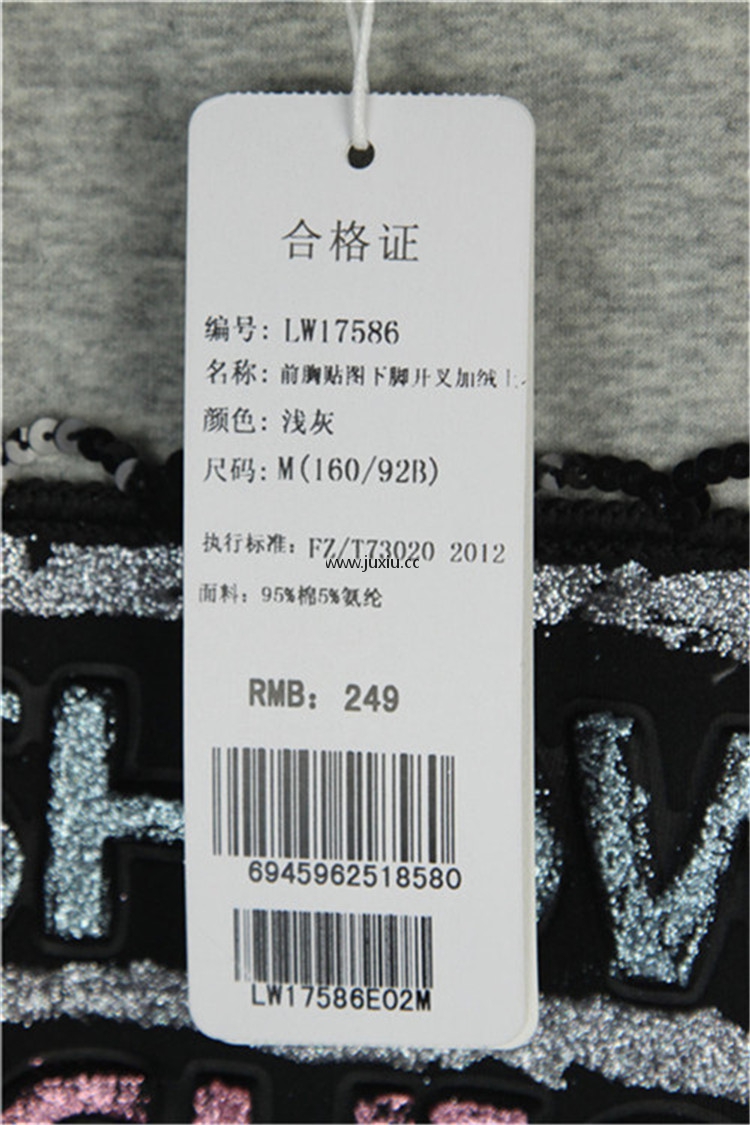 合格证
编号: LW17586
名称: 前胸贴图下脚开叉加绒上
颜色: 浅灰
尺码: M(160/92B)
执行标准: FZ/T73020 2012
www.juxiu.cc
面料: 95%棉5%氨纶
RMB: 249
6945962518580
LW17586E02M